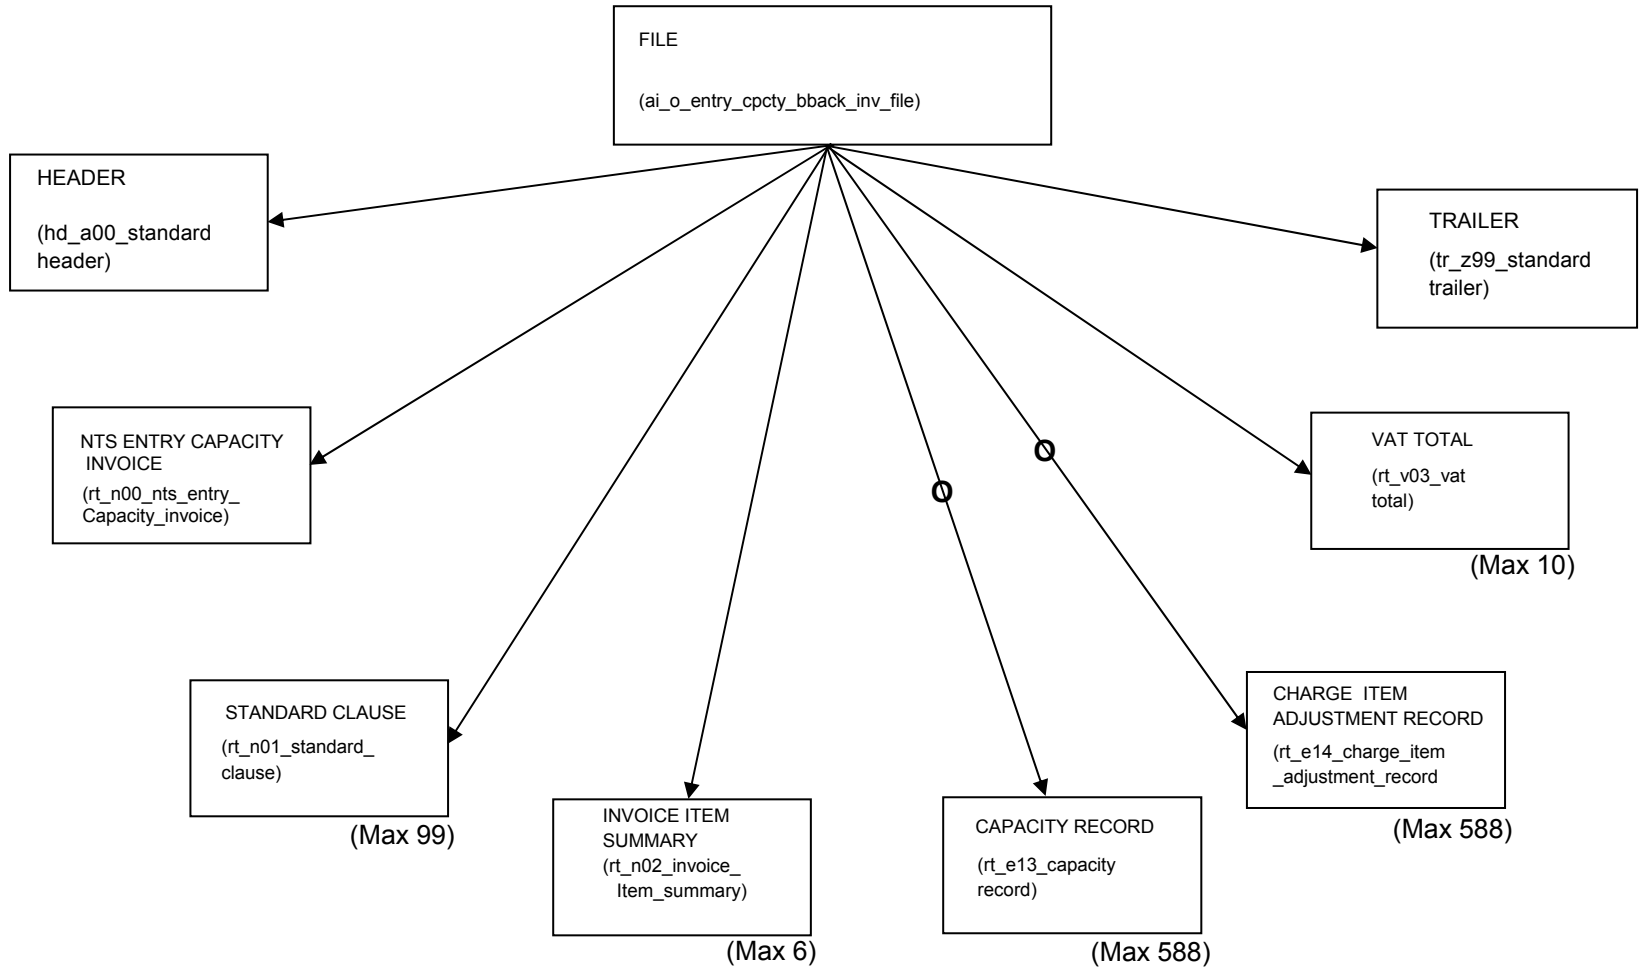 FILE
(ai_o_entry_cpcty_bback_inv_file)
HEADER
(hd_a00_standard
header)
TRAILER
(tr_z99_standard
trailer)
NTS ENTRY CAPACITY
INVOICE
(rt_n00_nts_entry_
Capacity_invoice)
VAT TOTAL
(rt_v03_vat
total)
(Max 10)
O
O
STANDARD CLAUSE
(rt_n01_standard_
clause)
(Max 99)
INVOICE ITEM
SUMMARY
(rt_n02_invoice_
Item_summary)
(Max 6)
CAPACITY RECORD
(rt_e13_capacity
record)
(Max 588)
CHARGE ITEM
ADJUSTMENT RECORD
(rt_e14_charge_item
_adjustment_record
(Max 588)